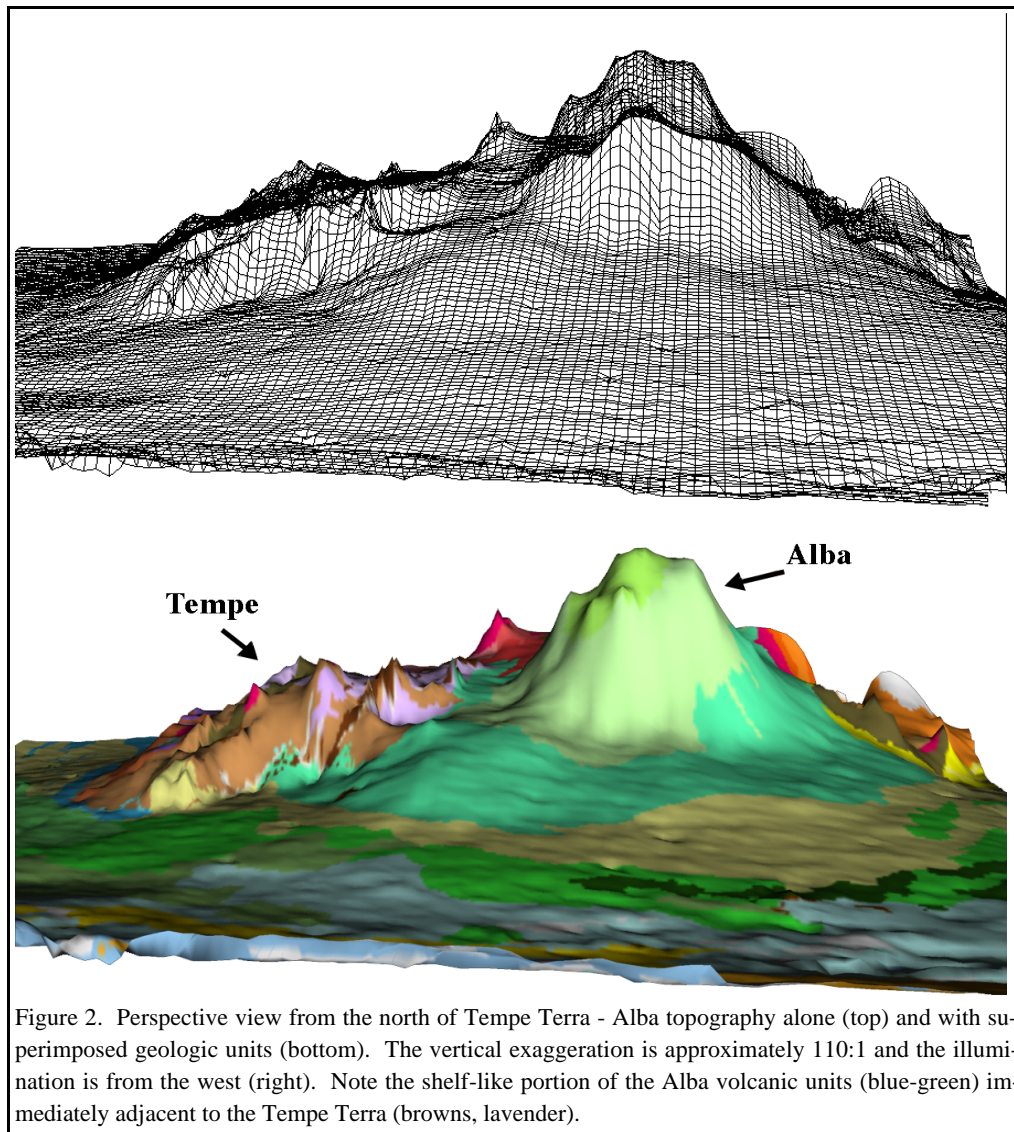 Alba
Tempe
Figure 2. Perspective view from the north of Tempe Terra - Alba topography alone (top) and with su-
perimposed geologic units (bottom). The vertical exaggeration is approximately 110:1 and the illumi-
nation is from the west (right). Note the shelf-like portion of the Alba volcanic units (blue-green) im-
mediately adjacent to the Tempe Terra (browns, lavender).